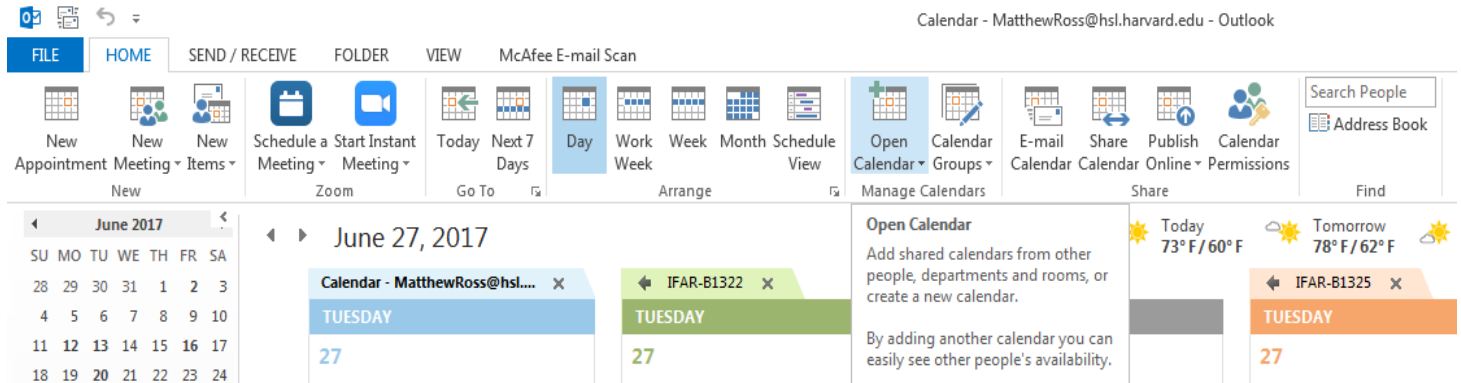 Calendar - MatthewRoss@hsl.harvard.edu - Outlook
FILE HOME SEND / RECEIVE FOLDER VIEW McAfee E-mail Scan
New Appointment
New Meeting
New Items
New
Schedule a Meeting
Start Instant Meeting
Zoom
Today
Next 7 Days
Go To
Day
Work Week
Week
Month
Schedule View
Arrange
Open Calendar
Calendar Groups
Manage Calendars
E-mail Calendar
Share Calendar
Publish Online
Calendar Permissions
Share
Search People
Address Book
Find
June 2017
SU MO TU WE TH FR SA
28 29 30 31 1 2 3
4 5 6 7 8 9 10
11 12 13 14 15 16 17
18 19 20 21 22 23 24
June 27, 2017
Calendar - MatthewRoss@hsl....
TUESDAY
27
IFAR-B1322
TUESDAY
27
Open Calendar
Add shared calendars from other
people, departments and rooms, or
create a new calendar.
By adding another calendar you can
easily see other people's availability.
Today
73° F / 60° F
Tomorrow
78° F / 62° F
IFAR-B1325
TUESDAY
27